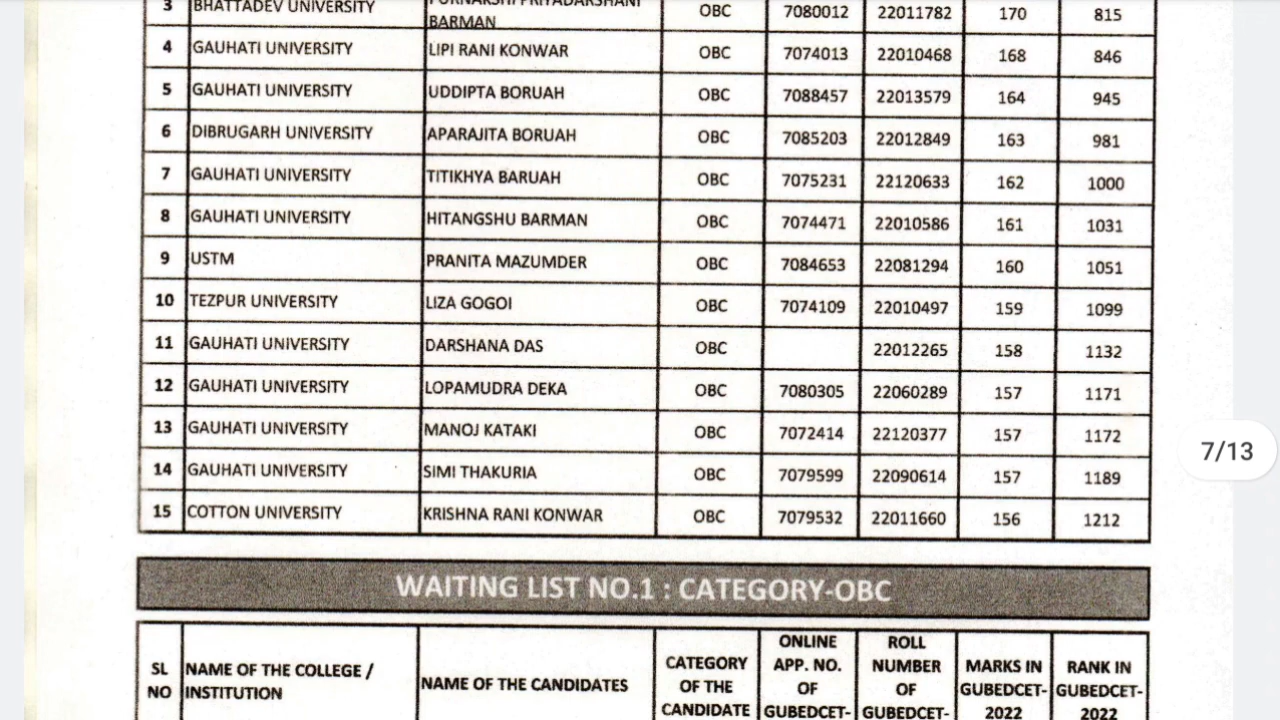 3 BHATTADEV UNIVERSITY PURNAKSHI PRIYADARSHANI BARMAN OBC 7080012 22011782 170 815
4 GAUHATI UNIVERSITY LIPI RANI KONWAR OBC 7074013 22010468 168 846
5 GAUHATI UNIVERSITY UDDIPTA BORUAH OBC 7088457 22013579 164 945
6 DIBRUGARH UNIVERSITY APARAJITA BORUAH OBC 7085203 22012849 163 981
7 GAUHATI UNIVERSITY TITIKHYA BARUAH OBC 7075231 22120633 162 1000
8 GAUHATI UNIVERSITY HITANGSHU BARMAN OBC 7074471 22010586 161 1031
9 USTM PRANITA MAZUMDER OBC 7084653 22081294 160 1051
10 TEZPUR UNIVERSITY LIZA GOGOI OBC 7074109 22010497 159 1099
11 GAUHATI UNIVERSITY DARSHANA DAS OBC 22012265 158 1132
12 GAUHATI UNIVERSITY LOPAMUDRA DEKA OBC 7080305 22060289 157 1171
13 GAUHATI UNIVERSITY MANOJ KATAKI OBC 7072414 22120377 157 1172
14 GAUHATI UNIVERSITY SIMI THAKURIA OBC 7079599 22090614 157 1189
15 COTTON UNIVERSITY KRISHNA RANI KONWAR OBC 7079532 22011660 156 1212
7/13
WAITING LIST NO.1 : CATEGORY-OBC
SL NO
NAME OF THE COLLEGE / INSTITUTION
NAME OF THE CANDIDATES
CATEGORY OF THE CANDIDATE
ONLINE APP. NO. OF GUBEDCET-
ROLL NUMBER OF GUBEDCET-
MARKS IN GUBEDCET-2022
RANK IN GUBEDCET-2022